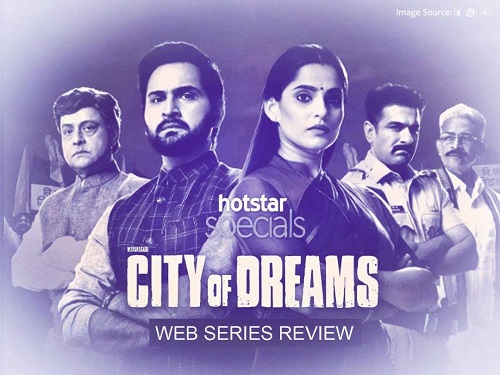 Image Source:
hotstar
specials
CITY OF DREAMS
WEB SERIES REVIEW